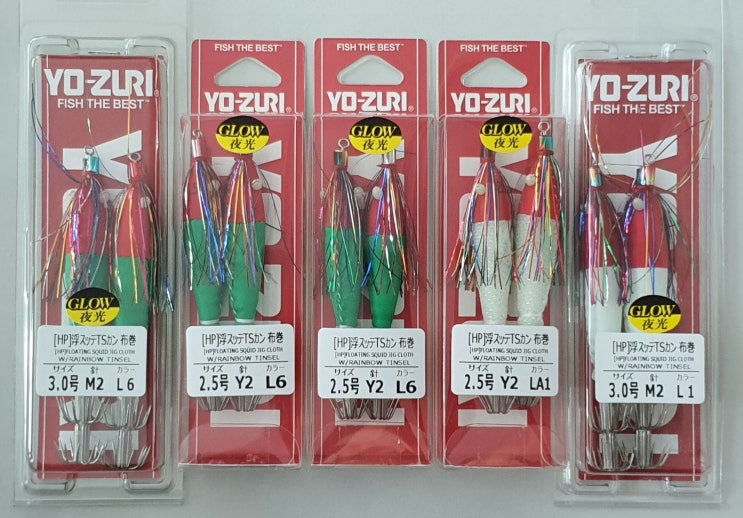 YO-ZURI®
FISH THE BEST™
GLOW
夜光
[HP]浮スッテTSカン 布巻
[HP]FLOATING SQUID JIG CLOTH
W/RAINBOW TINSEL
サイズ 針 カラー
3.0号 M2 L6
FISH THE BEST™
YO-ZURI®
GLOW
夜光
[HP]浮スッテTSカン 布巻
[HP]FLOATING SQUID JIG CLOTH
W/RAINBOW TINSEL
サイズ 針 カラー
2.5号 Y2 L6
FISH THE BEST™
YO-ZURI®
GLOW
夜光
[HP]浮スッテTSカン 布巻
[HP]FLOATING SQUID JIG CLOTH
W/RAINBOW TINSEL
サイズ 針 カラー
2.5号 Y2 L6
FISH THE BEST™
YO-ZURI®
GLOW
夜光
[HP]浮スッテTSカン 布巻
[HP]FLOATING SQUID JIG CLOTH
W/RAINBOW TINSEL
サイズ 針 カラー
2.5号 Y2 LA1
YO-ZURI®
FISH THE BEST™
GLOW
夜光
[HP]浮スッテTSカン 布巻
[HP]FLOATING SQUID JIG CLOTH
W/RAINBOW TINSEL
サイズ 針 カラー
3.0号 M2 L1